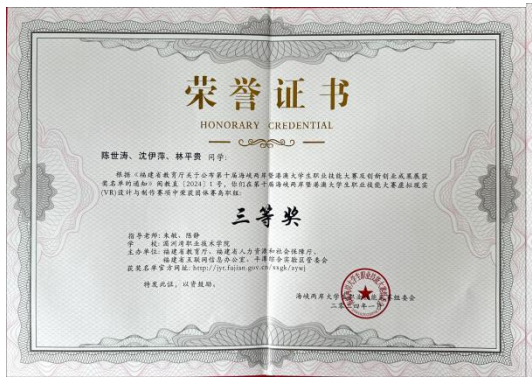 荣誉证书
HONORARY CREDENTIAL
陈世涛、沈伊萍、林平贵 同学:
根据《福建省教育厅关于公布第十届海峡两岸暨港澳大学生职业技能大赛及创新创业成果展获
奖名单的通知》闽教直〔2024〕1号,你们在第十届海峡两岸暨港澳大学生职业技能大赛虚拟现实
(VR)设计与制作赛项中荣获团体赛高职组:
三等奖
指导老师:朱敏、陈静
学 校:湄洲湾职业技术学院
主办单位:福建省教育厅、福建省人力资源和社会保障厅、
福建省互联网信息办公室、平潭综合实验区管委会
获奖名单官方网址:http://jyt.fujian.gov.cn/xxgk/zywj
特发此证,以资鼓励。
海峡两岸大学生职业技能大赛组委会
二〇二四年一月